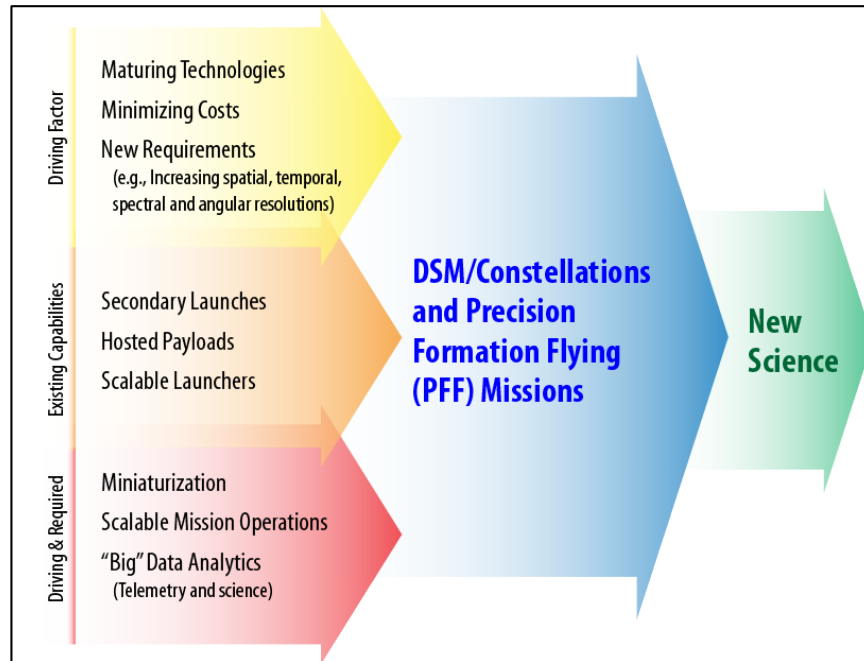 Driving Factor
Maturing Technologies
Minimizing Costs
New Requirements
(e.g., Increasing spatial, temporal,
spectral and angular resolutions)
Existing Capabilities
Secondary Launches
Hosted Payloads
Scalable Launchers
Driving & Required
Miniaturization
Scalable Mission Operations
“Big” Data Analytics
(Telemetry and science)
DSM/Constellations
and Precision
Formation Flying
(PFF) Missions
New
Science